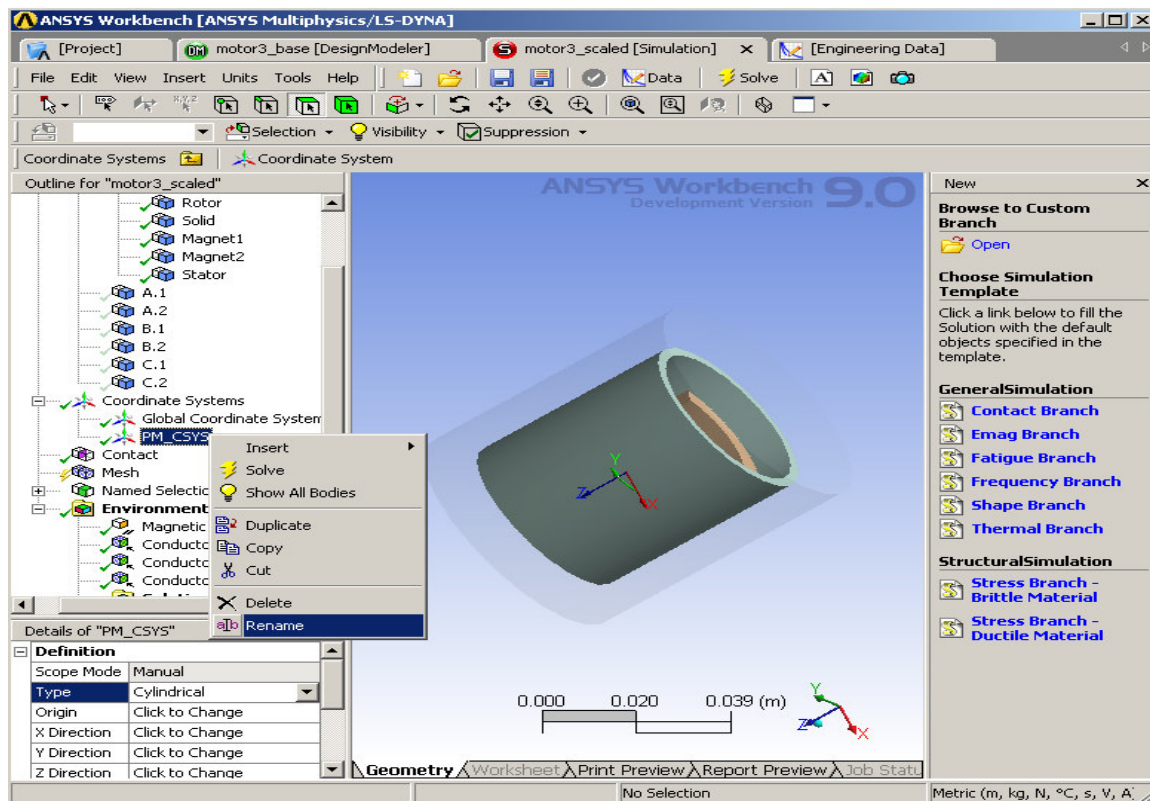 ANSYS Workbench [ANSYS Multiphysics/LS-DYNA]
[Project]
DM motor3_base [DesignModeler]
S motor3_scaled [Simulation]
[Engineering Data]
File Edit View Insert Units Tools Help
Data
Solve
A
Selection
Visibility
Suppression
Coordinate Systems
Coordinate System
Outline for "motor3_scaled"
Rotor
Solid
Magnet1
Magnet2
Stator
A.1
A.2
B.1
B.2
C.1
C.2
Coordinate Systems
Global Coordinate System
PM_CSYS
Contact
Mesh
Named Selectio
Environment
Magnetic
Conducto
Conducto
Conducto
Insert
Solve
Show All Bodies
Duplicate
Copy
Cut
Delete
Rename
Details of "PM_CSYS"
Definition
Scope Mode Manual
Type Cylindrical
Origin Click to Change
X Direction Click to Change
Y Direction Click to Change
Z Direction Click to Change
ANSYS Workbench 9.0
Development Version
Y
Z
X
0.000 0.020 0.039 (m)
Y
Z
X
Geometry Worksheet Print Preview Report Preview Job Statu
New
Browse to Custom
Branch
Open
Choose Simulation
Template
Click a link below to fill the
Solution with the default
objects specified in the
template.
GeneralSimulation
Contact Branch
Emag Branch
Fatigue Branch
Frequency Branch
Shape Branch
Thermal Branch
StructuralSimulation
Stress Branch -
Brittle Material
Stress Branch -
Ductile Material
No Selection
Metric (m, kg, N, °C, s, V, A)